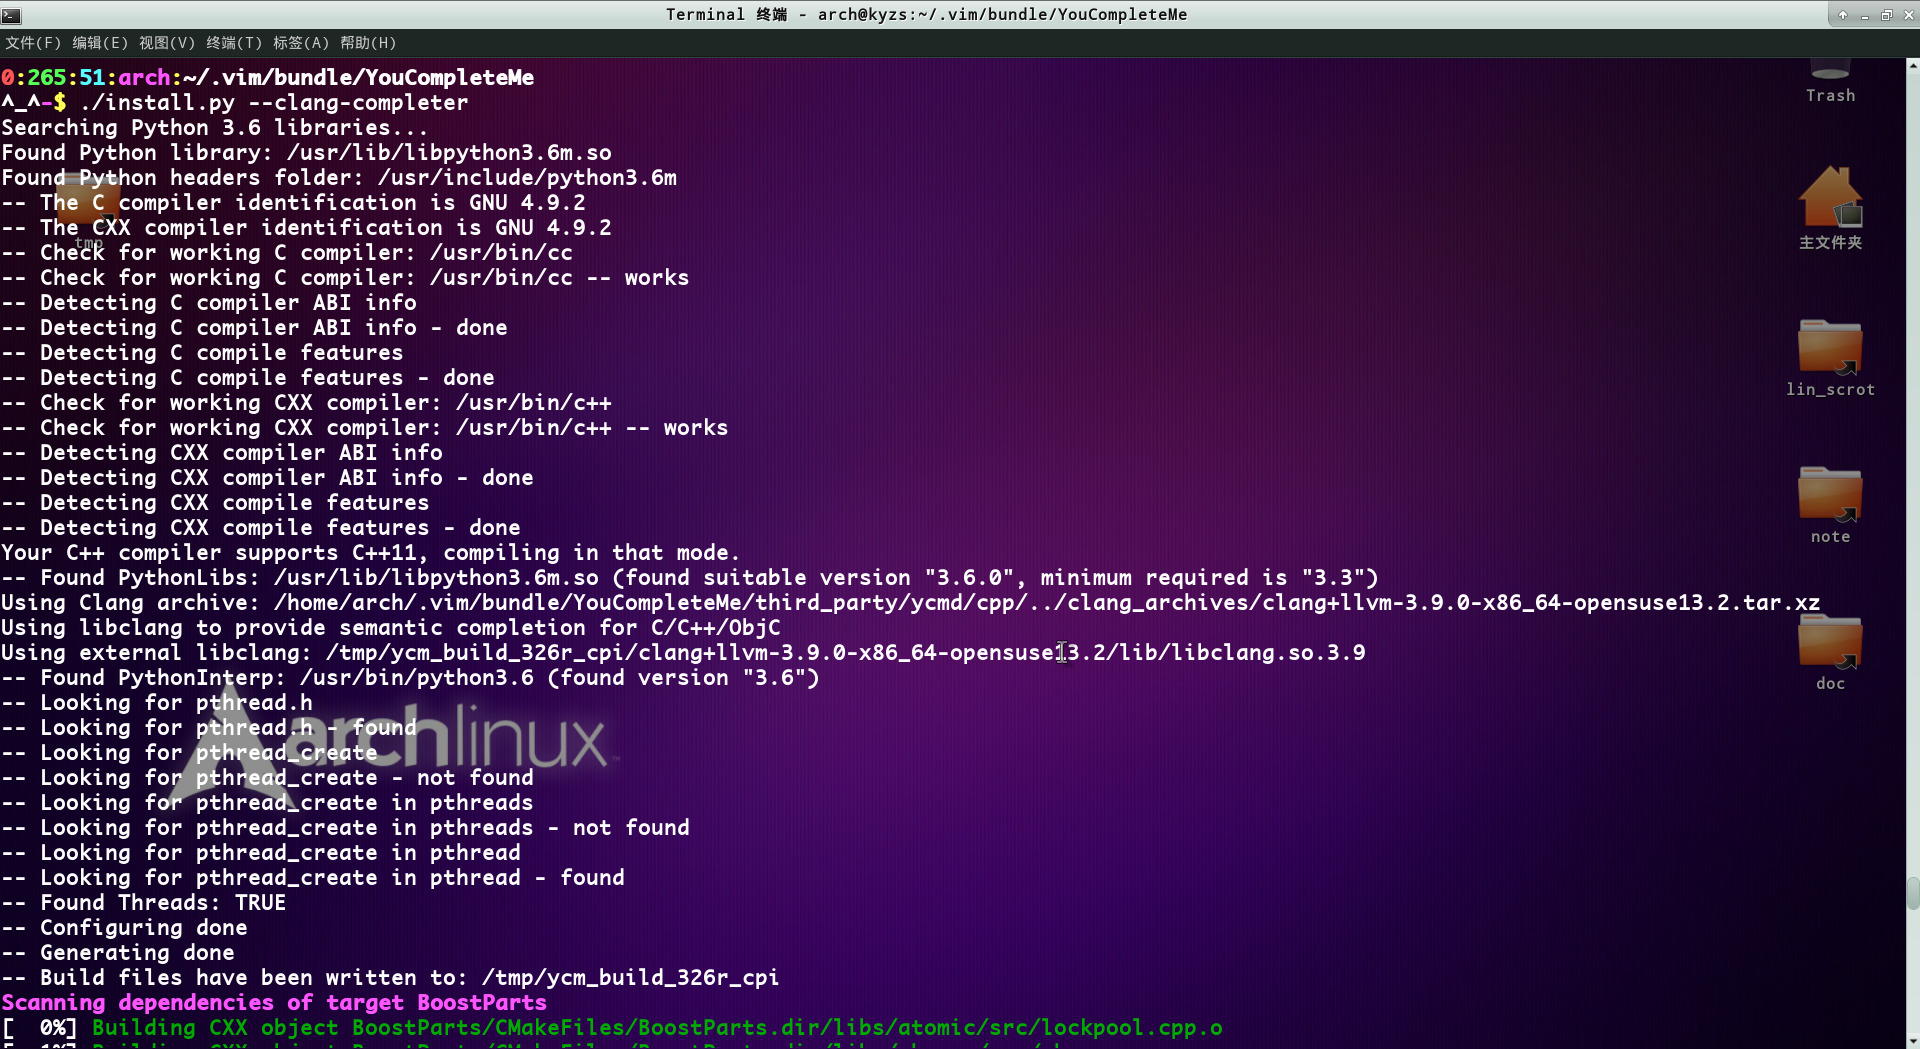 Terminal 终端 - arch@kyzs:~/.vim/bundle/YouCompleteMe
文件(F) 编辑(E) 视图(V) 终端(T) 标签(A) 帮助(H)
0:265:51:arch:~/.vim/bundle/YouCompleteMe
^_^-$ ./install.py --clang-completer
Searching Python 3.6 libraries...
Found Python library: /usr/lib/libpython3.6m.so
Found Python headers folder: /usr/include/python3.6m
-- The C compiler identification is GNU 4.9.2
-- The CXX compiler identification is GNU 4.9.2
-- Check for working C compiler: /usr/bin/cc
-- Check for working C compiler: /usr/bin/cc -- works
-- Detecting C compiler ABI info
-- Detecting C compiler ABI info - done
-- Detecting C compile features
-- Detecting C compile features - done
-- Check for working CXX compiler: /usr/bin/c++
-- Check for working CXX compiler: /usr/bin/c++ -- works
-- Detecting CXX compiler ABI info
-- Detecting CXX compiler ABI info - done
-- Detecting CXX compile features
-- Detecting CXX compile features - done
Your C++ compiler supports C++11, compiling in that mode.
-- Found PythonLibs: /usr/lib/libpython3.6m.so (found suitable version "3.6.0", minimum required is "3.3")
Using Clang archive: /home/arch/.vim/bundle/YouCompleteMe/third_party/ycmd/cpp/../clang_archives/clang+llvm-3.9.0-x86_64-opensuse13.2.tar.xz
Using libclang to provide semantic completion for C/C++/ObjC
Using external libclang: /tmp/ycm_build_326r_cpi/clang+llvm-3.9.0-x86_64-opensuse13.2/lib/libclang.so.3.9
-- Found PythonInterp: /usr/bin/python3.6 (found version "3.6")
-- Looking for pthread.h
-- Looking for pthread.h - found
-- Looking for pthread_create
-- Looking for pthread_create - not found
-- Looking for pthread_create in pthreads
-- Looking for pthread_create in pthreads - not found
-- Looking for pthread_create in pthread
-- Looking for pthread_create in pthread - found
-- Found Threads: TRUE
-- Configuring done
-- Generating done
-- Build files have been written to: /tmp/ycm_build_326r_cpi
Scanning dependencies of target BoostParts
[  0%] Building CXX object BoostParts/CMakeFiles/BoostParts.dir/libs/atomic/src/lockpool.cpp.o
tmp
archlinux
Trash
主文件夹
lin_scrot
note
doc